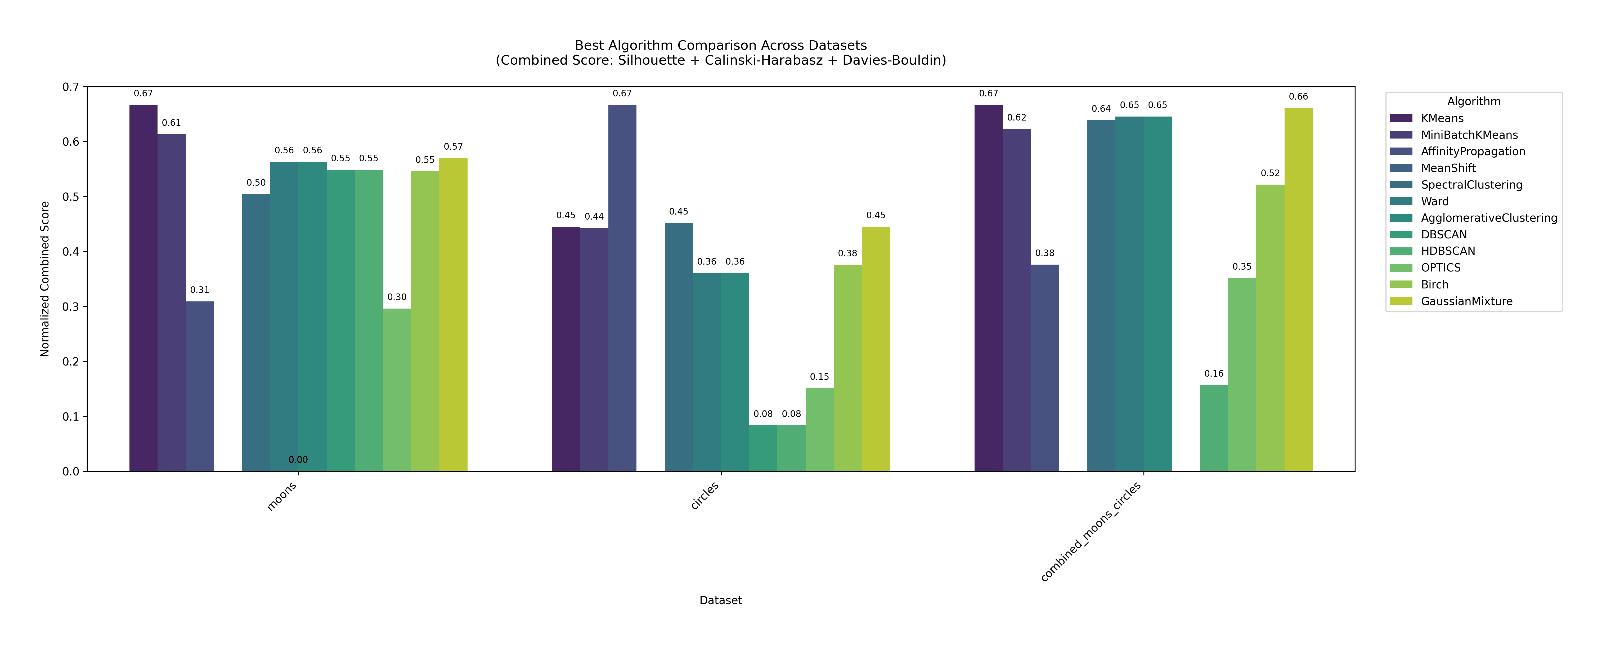 Best Algorithm Comparison Across Datasets
(Combined Score: Silhouette + Calinski-Harabasz + Davies-Bouldin)
Normalized Combined Score
0.7
0.6
0.5
0.4
0.3
0.2
0.1
0.0
0.67
0.61
0.31
0.50
0.56
0.56
0.55
0.55
0.30
0.55
0.57
0.00
0.45
0.44
0.67
0.45
0.36
0.36
0.08
0.08
0.15
0.38
0.45
0.67
0.62
0.38
0.64
0.65
0.65
0.16
0.35
0.52
0.66
moons
circles
combined_moons_circles
Dataset
Algorithm
KMeans
MiniBatchKMeans
AffinityPropagation
MeanShift
SpectralClustering
Ward
AgglomerativeClustering
DBSCAN
HDBSCAN
OPTICS
Birch
GaussianMixture